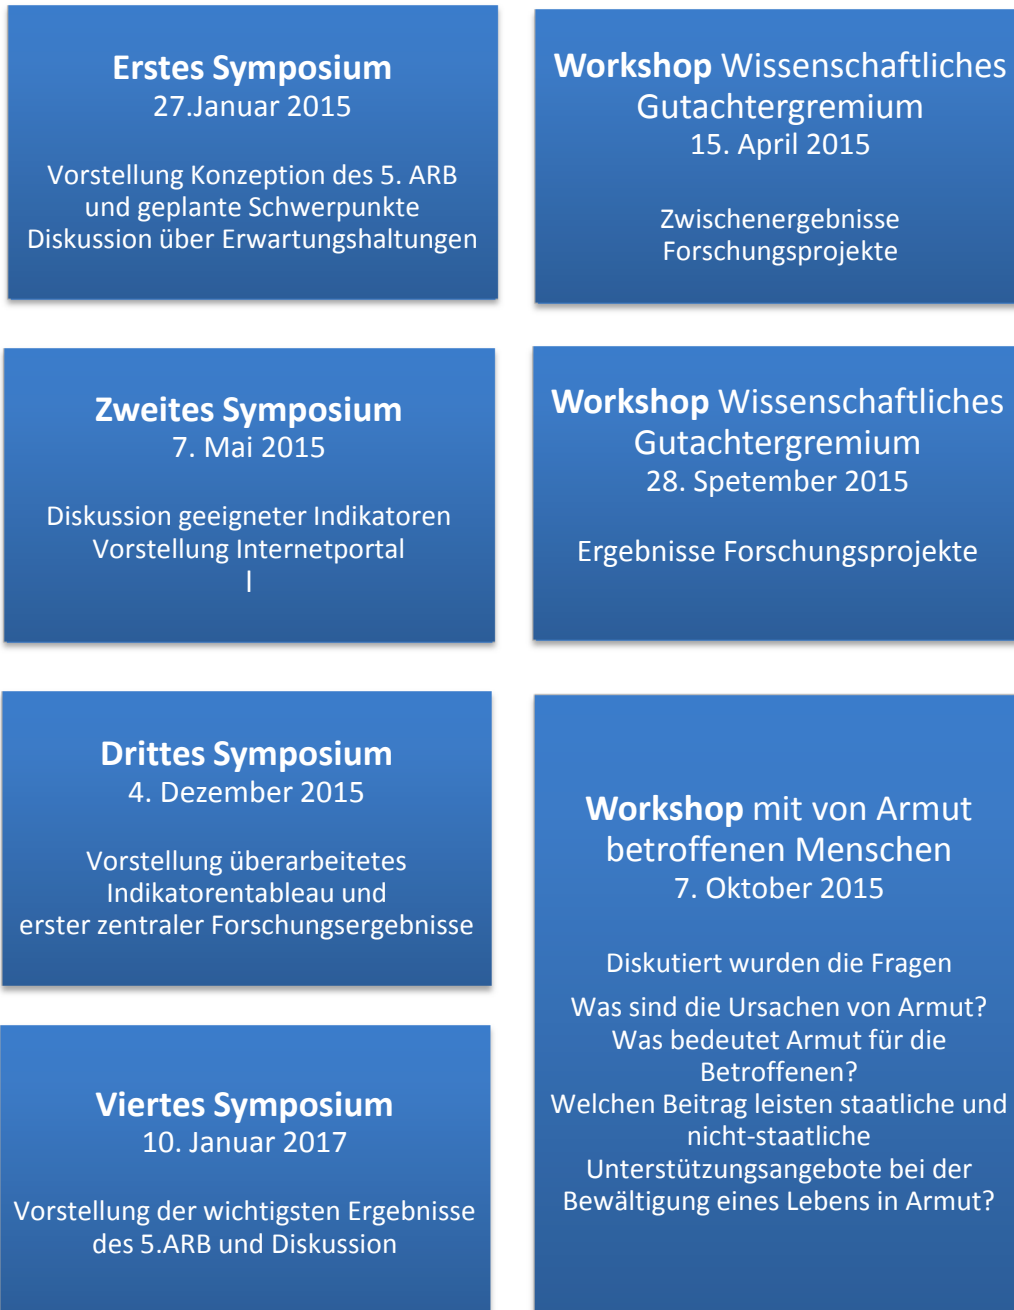 Erstes Symposium
27.Januar 2015
Vorstellung Konzeption des 5. ARB
und geplante Schwerpunkte
Diskussion über Erwartungshaltungen
Workshop Wissenschaftliches
Gutachtergremium
15. April 2015
Zwischenergebnisse
Forschungsprojekte
Zweites Symposium
7. Mai 2015
Diskussion geeigneter Indikatoren
Vorstellung Internetportal
l
Workshop Wissenschaftliches
Gutachtergremium
28. Spetember 2015
Ergebnisse Forschungsprojekte
Drittes Symposium
4. Dezember 2015
Vorstellung überarbeitetes
Indikatorentableau und
erster zentraler Forschungsergebnisse
Workshop mit von Armut
betroffenen Menschen
7. Oktober 2015
Diskutiert wurden die Fragen
Was sind die Ursachen von Armut?
Was bedeutet Armut für die
Betroffenen?
Welchen Beitrag leisten staatliche und
nicht-staatliche
Unterstützungsangebote bei der
Bewältigung eines Lebens in Armut?
Viertes Symposium
10. Januar 2017
Vorstellung der wichtigsten Ergebnisse
des 5.ARB und Diskussion